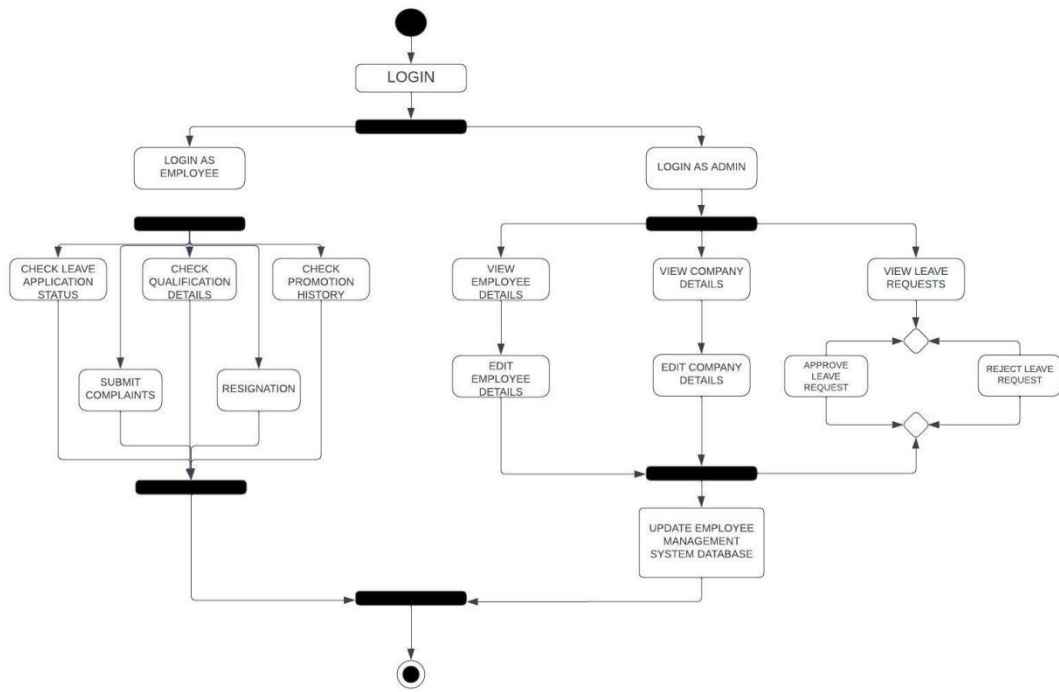 LOGIN
LOGIN AS
EMPLOYEE
LOGIN AS ADMIN
CHECK LEAVE
APPLICATION
STATUS
CHECK
QUALIFICATION
DETAILS
CHECK
PROMOTION
HISTORY
VIEW
EMPLOYEE
DETAILS
VIEW COMPANY
DETAILS
VIEW LEAVE
REQUESTS
SUBMIT
COMPLAINTS
RESIGNATION
EDIT
EMPLOYEE
DETAILS
EDIT COMPANY
DETAILS
APPROVE
LEAVE
REQUEST
REJECT LEAVE
REQUEST
UPDATE EMPLOYEE
MANAGEMENT
SYSTEM DATABASE